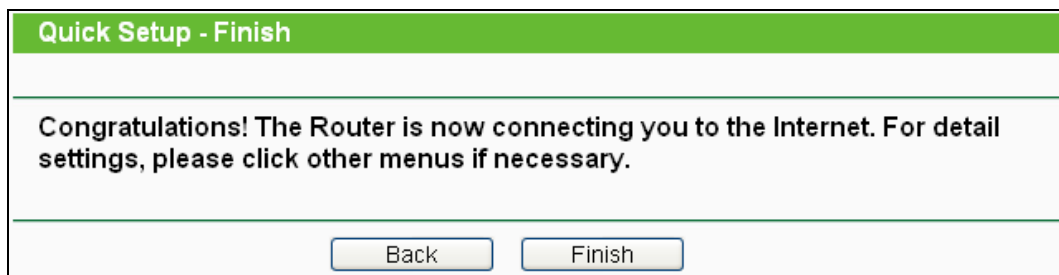 Quick Setup - Finish
Congratulations! The Router is now connecting you to the Internet. For detail
settings, please click other menus if necessary.
Back Finish